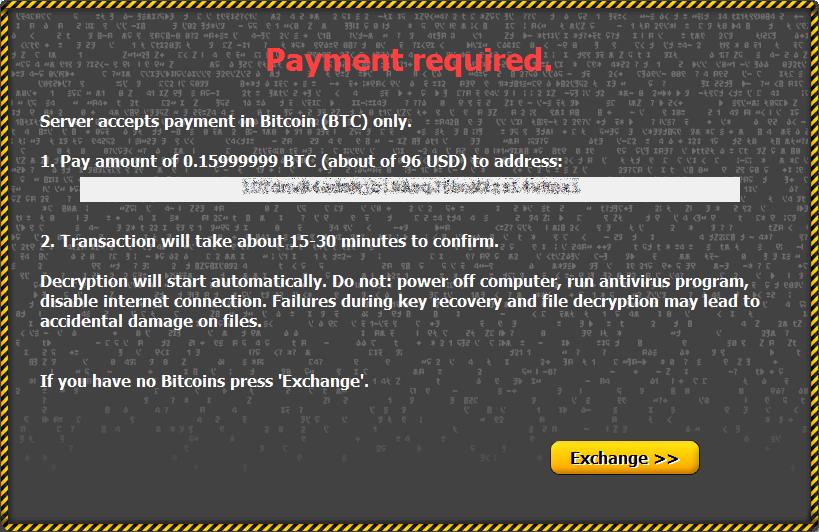 Payment required.
Server accepts payment in Bitcoin (BTC) only.
1. Pay amount of 0.15999999 BTC (about of 96 USD) to address:
2. Transaction will take about 15-30 minutes to confirm.
Decryption will start automatically. Do not: power off computer, run antivirus program,
disable internet connection. Failures during key recovery and file decryption may lead to
accidental damage on files.
If you have no Bitcoins press 'Exchange'.
Exchange >>